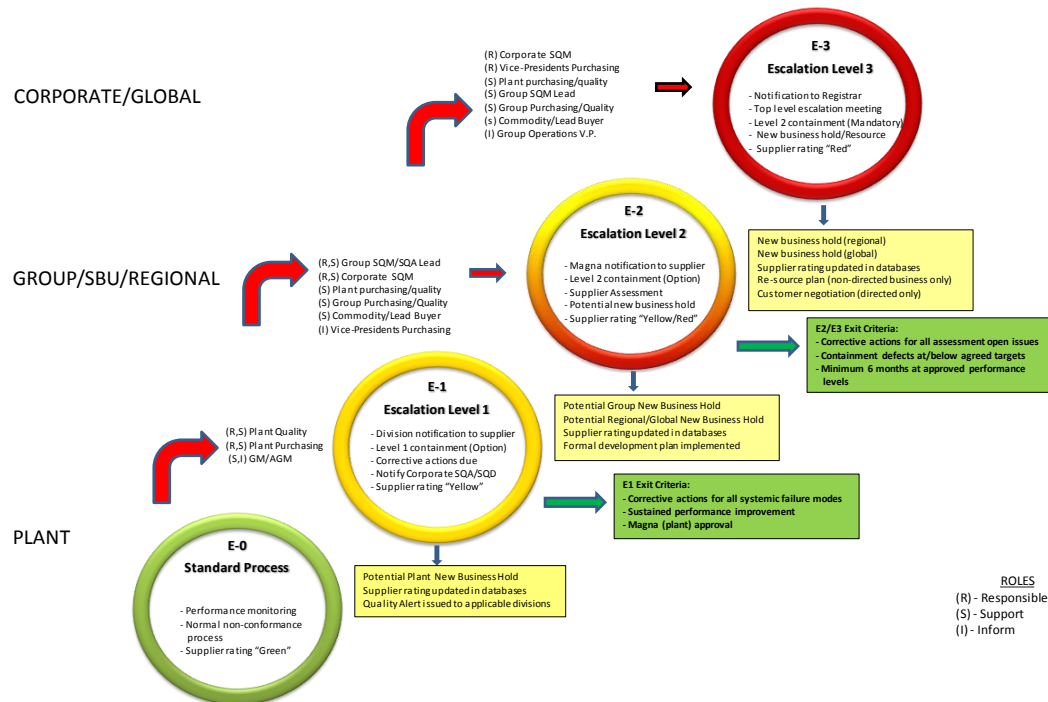 CORPORATE/GLOBAL
(R) Corporate SQM
(R) Vice-Presidents Purchasing
(S) Plant purchasing/quality
(S) Group SQM Lead
(S) Group Purchasing/Quality
(s) Commodity/Lead Buyer
(I) Group Operations V.P.
E-3
Escalation Level 3
- Notification to Registrar
- Top level escalation meeting
- Level 2 containment (Mandatory)
- New business hold/Resource
- Supplier rating "Red"
New business hold (regional)
New business hold (global)
Supplier rating updated in databases
Re-source plan (non-directed business only)
Customer negotiation (directed only)
GROUP/SBU/REGIONAL
(R,S) Group SQM/SQA Lead
(R,S) Corporate SQM
(S) Plant purchasing/quality
(S) Group Purchasing/Quality
(S) Commodity/Lead Buyer
(I) Vice-Presidents Purchasing
E-2
Escalation Level 2
- Magna notification to supplier
- Level 2 containment (Option)
- Supplier Assessment
- Potential new business hold
- Supplier rating "Yellow/Red"
E2/E3 Exit Criteria:
- Corrective actions for all assessment open issues
- Containment defects at/below agreed targets
- Minimum 6 months at approved performance
levels
Potential Group New Business Hold
Potential Regional/Global New Business Hold
Supplier rating updated in databases
Formal development plan implemented
PLANT
(R,S) Plant Quality
(R,S) Plant Purchasing
(S,I) GM/AGM
E-1
Escalation Level 1
- Division notification to supplier
- Level 1 containment (Option)
- Corrective actions due
- Notify Corporate SQA/SQD
- Supplier rating "Yellow"
E1 Exit Criteria:
- Corrective actions for all systemic failure modes
- Sustained performance improvement
- Magna (plant) approval
Potential Plant New Business Hold
Supplier rating updated in databases
Quality Alert issued to applicable divisions
E-0
Standard Process
- Performance monitoring
- Normal non-conformance
process
- Supplier rating "Green"
ROLES
(R) - Responsible
(S) - Support
(I) - Inform